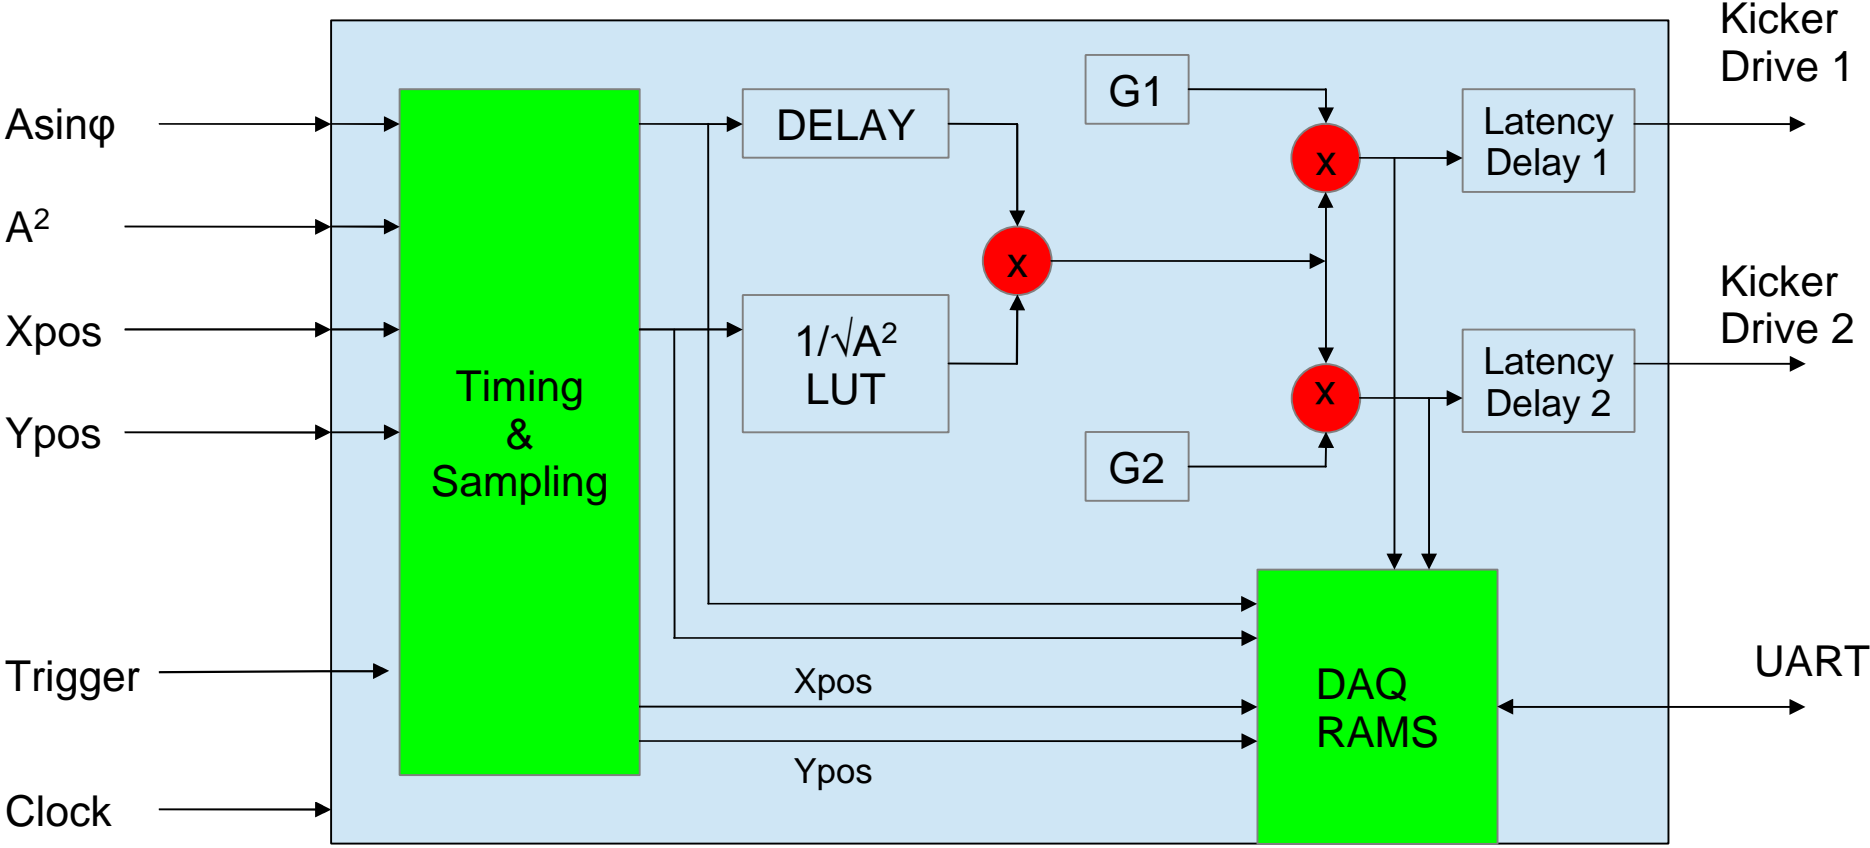 Asinφ
A²
Xpos
Ypos
Trigger
Clock
Timing
&
Sampling
DELAY
1/√A²
LUT
x
G1
x
x
G2
Latency
Delay 1
Latency
Delay 2
Xpos
Ypos
DAQ
RAMS
Kicker
Drive 1
Kicker
Drive 2
UART